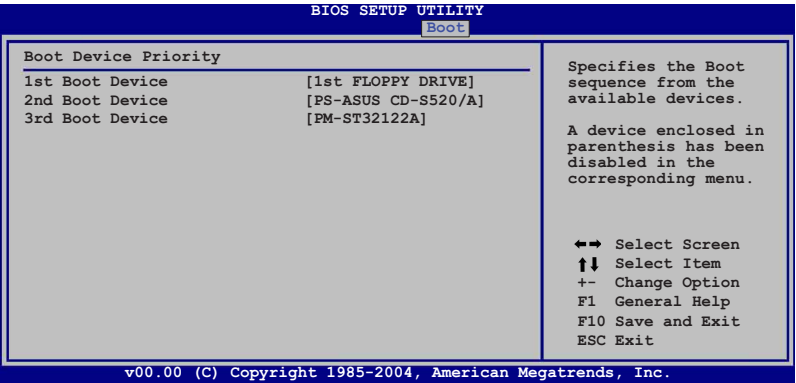 BIOS SETUP UTILITY
Boot
Boot Device Priority
1st Boot Device [1st FLOPPY DRIVE]
2nd Boot Device [PS-ASUS CD-S520/A]
3rd Boot Device [PM-ST32122A]
Specifies the Boot
sequence from the
available devices.
A device enclosed in
parenthesis has been
disabled in the
corresponding menu.
←→ Select Screen
↑↓ Select Item
+- Change Option
F1 General Help
F10 Save and Exit
ESC Exit
v00.00 (C) Copyright 1985-2004, American Megatrends, Inc.